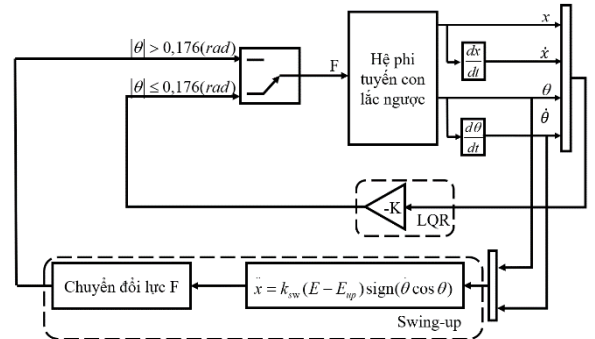 |θ| > 0,176(rad)
|θ| ≤ 0,176(rad)
F
Hệ phi
tuyến con
lắc ngược
x
dx
dt
ẋ
θ
dθ
dt
θ̇
-K
LQR
Chuyển đổi lực F
ẍ = k_sw (E − E_up) sign(θ̇ cos θ)
Swing-up